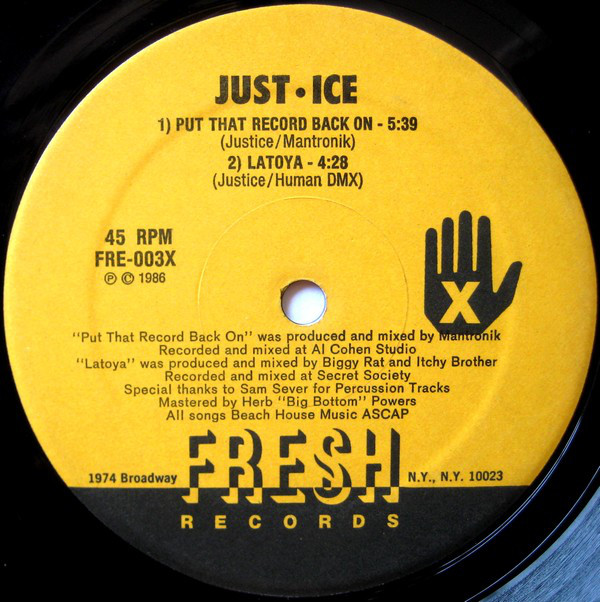 JUST • ICE
1) PUT THAT RECORD BACK ON - 5:39
(Justice/Mantronik)
2) LATOYA - 4:28
(Justice/Human DMX)
45 RPM
FRE-003X
Ⓟ © 1986
X
"Put That Record Back On" was produced and mixed by Mantronik
Recorded and mixed at Al Cohen Studio
"Latoya" was produced and mixed by Biggy Rat and Itchy Brother
Recorded and mixed at Secret Society
Special thanks to Sam Sever for Percussion Tracks
Mastered by Herb "Big Bottom" Powers
All songs Beach House Music ASCAP
1974 Broadway FRESH N.Y., N.Y. 10023
RECORDS